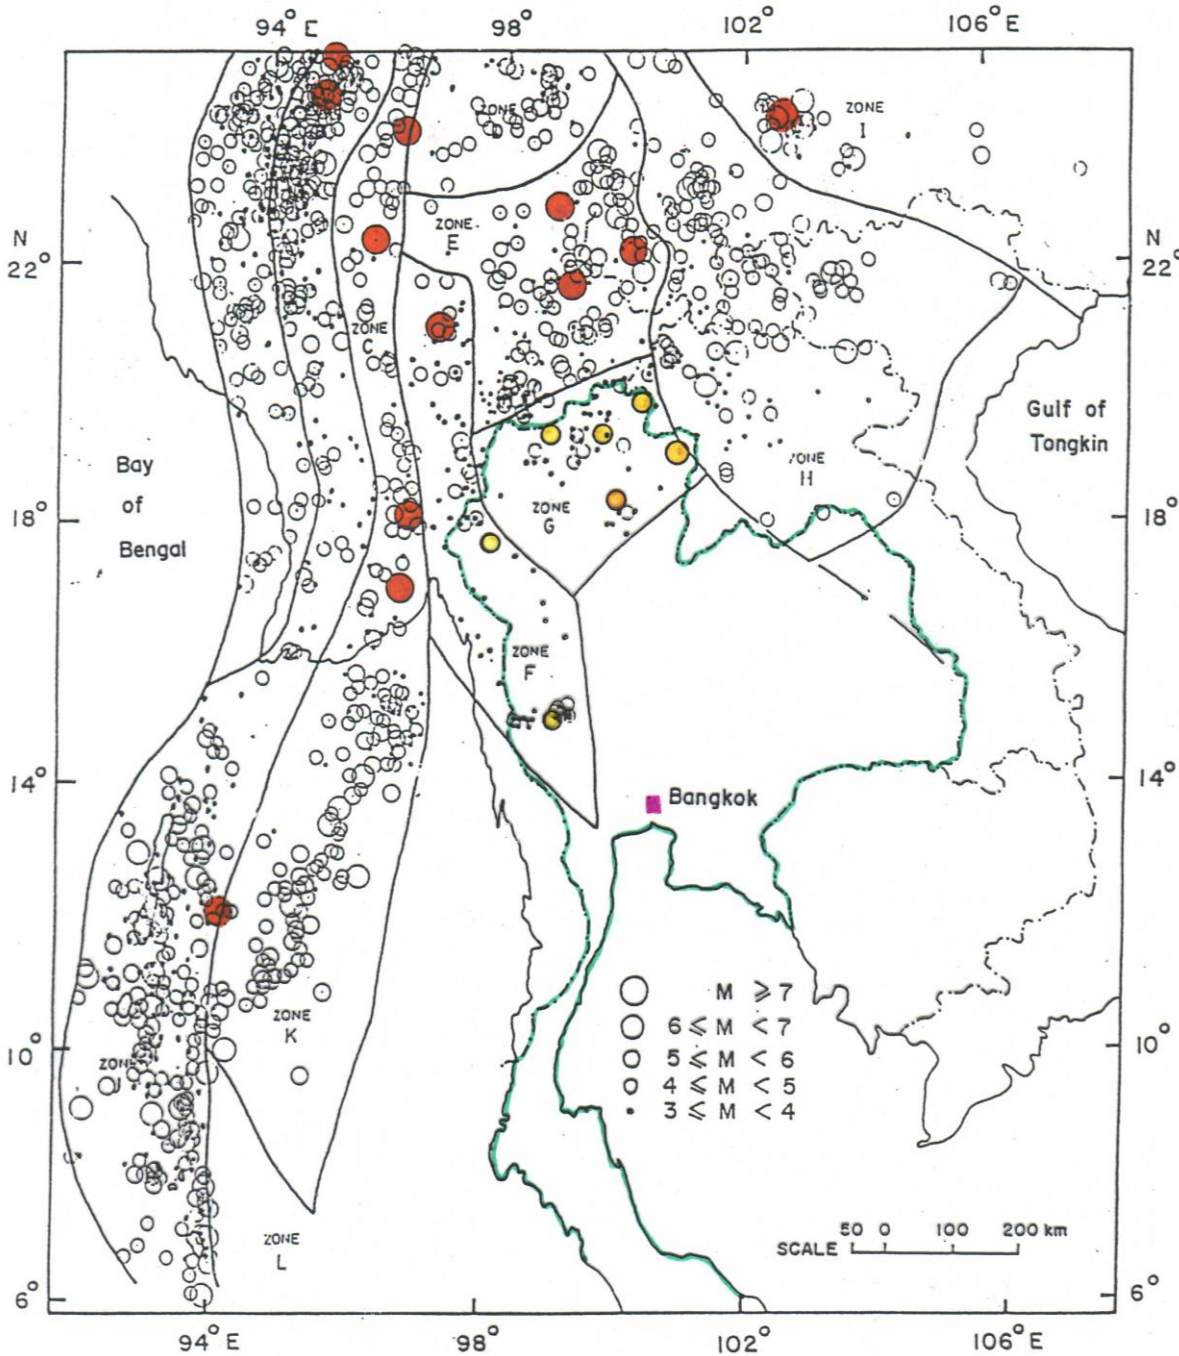 94° E 98° 102° 106° E
ZONE
ZONE
I
N ZONE N
E
22° 22°
ZONE
C
Gulf of
Tongkin
Bay ZONE
H
of ZONE
18° G 18°
Bengal
ZONE
F
14° 14°
Bangkok
M ⩾ 7
ZONE 6 ⩽ M < 7
K
10° 5 ⩽ M < 6 10°
ZONE 4 ⩽ M < 5
J 3 ⩽ M < 4
ZONE 50 0 100 200 km
L SCALE
6° 6°
94° E 98° 102° 106° E